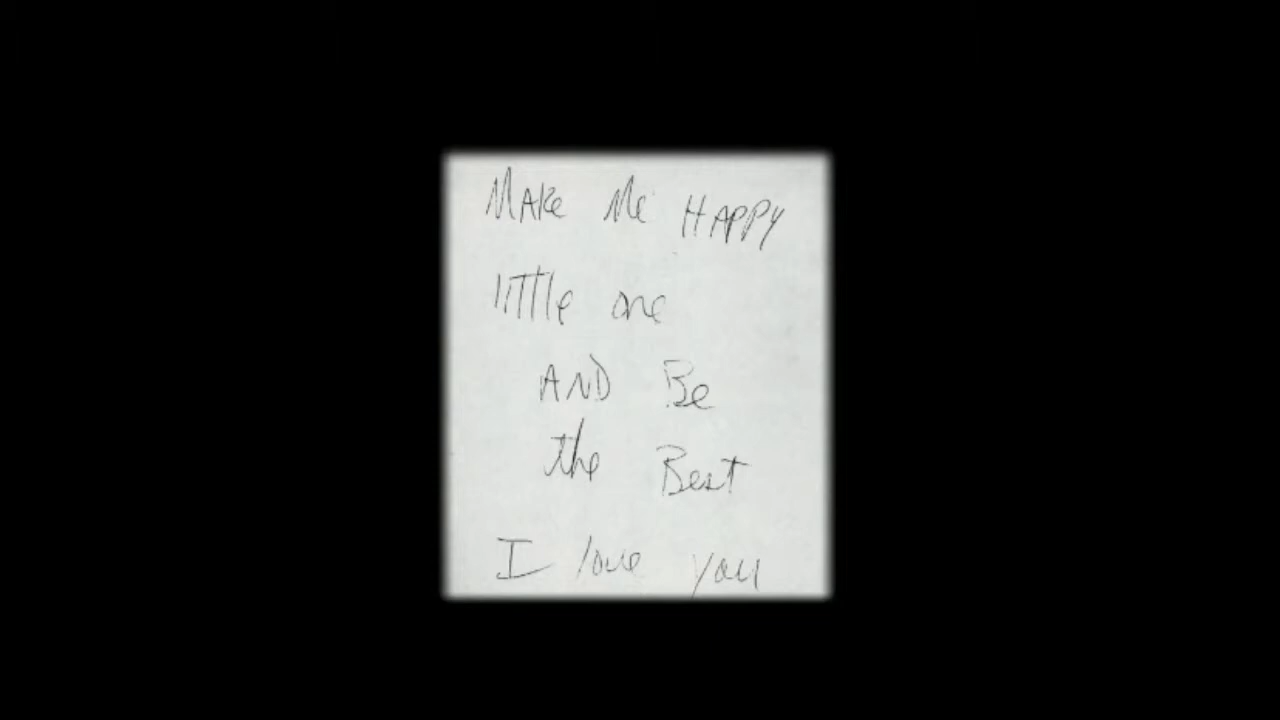 MAKe Me HAPPY
little one
AND Be
the Best
I love you